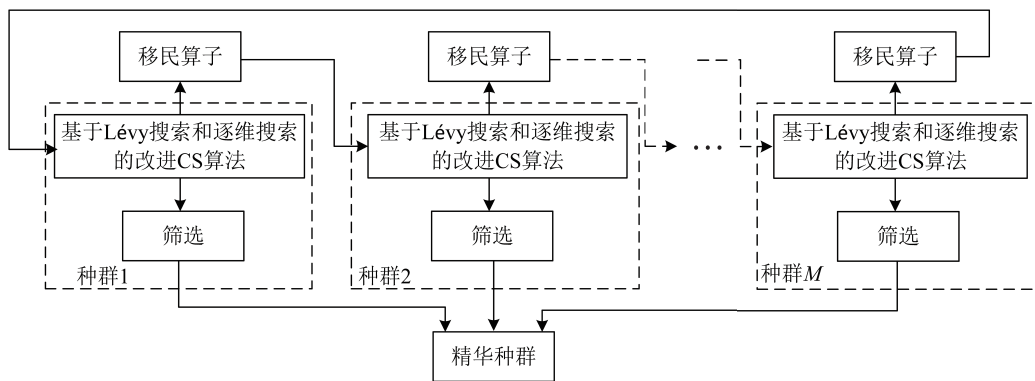 移民算子
移民算子
移民算子
基于Lévy搜索和逐维搜索
的改进CS算法
基于Lévy搜索和逐维搜索
的改进CS算法
…
基于Lévy搜索和逐维搜索
的改进CS算法
筛选
筛选
筛选
种群1
种群2
种群M
精华种群